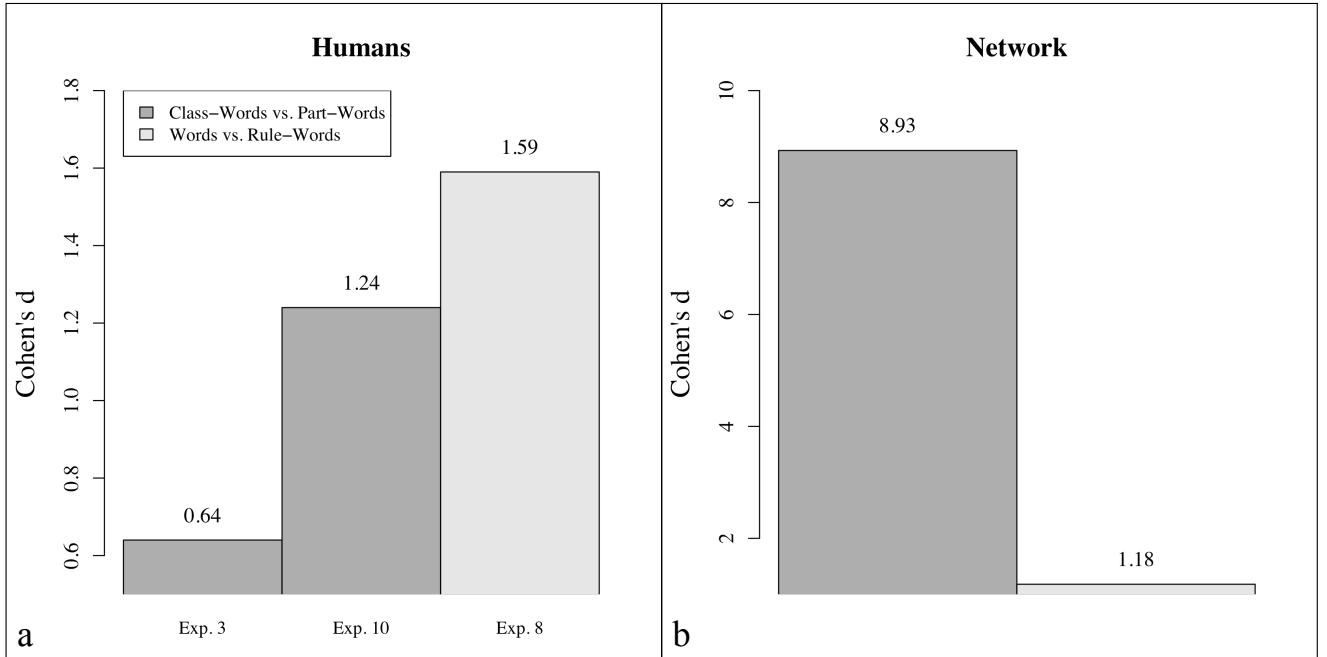 Humans
Cohen's d
1.8
1.6
1.4
1.2
1.0
0.8
0.6
Class−Words vs. Part−Words
Words vs. Rule−Words
0.64
1.24
1.59
Exp. 3
Exp. 10
Exp. 8
a
Network
Cohen's d
10
8
6
4
2
8.93
1.18
b